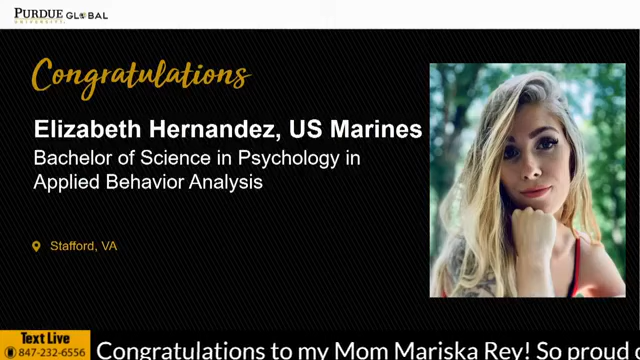 PURDUE GLOBAL
UNIVERSITY
Congratulations
Elizabeth Hernandez, US Marines
Bachelor of Science in Psychology in
Applied Behavior Analysis
Stafford, VA
Text Live
847-232-6556
Congratulations to my Mom Mariska Rey! So proud